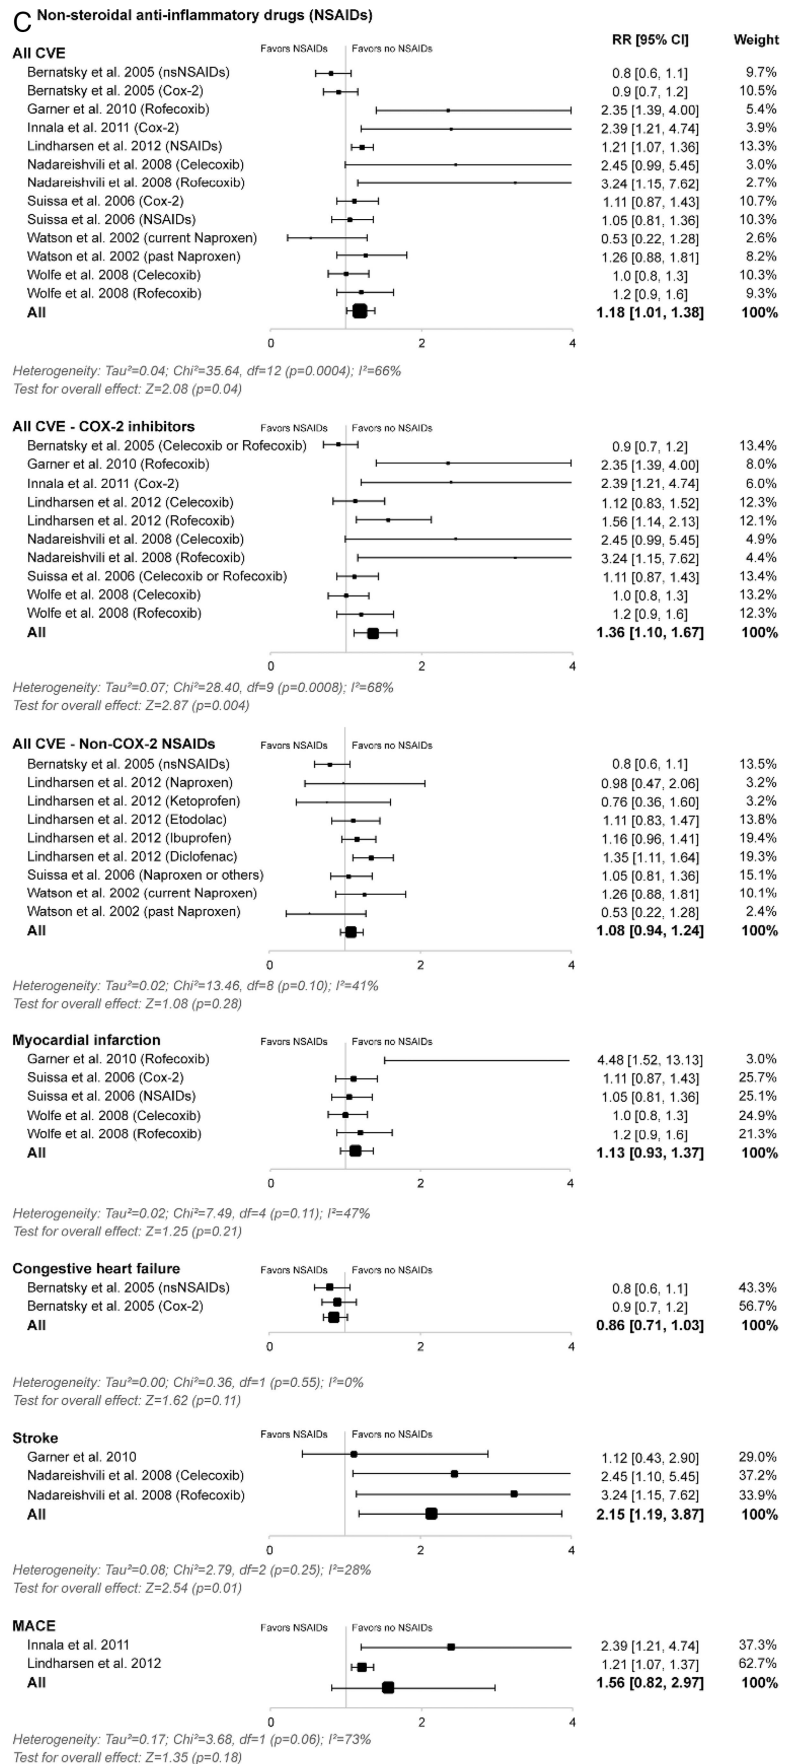 C Non-steroidal anti-inflammatory drugs (NSAIDs)
RR [95% CI] Weight
All CVE Favors NSAIDs Favors no NSAIDs
Bernatsky et al. 2005 (nsNSAIDs) 0.8 [0.6, 1.1] 9.7%
Bernatsky et al. 2005 (Cox-2) 0.9 [0.7, 1.2] 10.5%
Garner et al. 2010 (Rofecoxib) 2.35 [1.39, 4.00] 5.4%
Innala et al. 2011 (Cox-2) 2.39 [1.21, 4.74] 3.9%
Lindharsen et al. 2012 (NSAIDs) 1.21 [1.07, 1.36] 13.3%
Nadareishvili et al. 2008 (Celecoxib) 2.45 [0.99, 5.45] 3.0%
Nadareishvili et al. 2008 (Rofecoxib) 3.24 [1.15, 7.62] 2.7%
Suissa et al. 2006 (Cox-2) 1.11 [0.87, 1.43] 10.7%
Suissa et al. 2006 (NSAIDs) 1.05 [0.81, 1.36] 10.3%
Watson et al. 2002 (current Naproxen) 0.53 [0.22, 1.28] 2.6%
Watson et al. 2002 (past Naproxen) 1.26 [0.88, 1.81] 8.2%
Wolfe et al. 2008 (Celecoxib) 1.0 [0.8, 1.3] 10.3%
Wolfe et al. 2008 (Rofecoxib) 1.2 [0.9, 1.6] 9.3%
All 1.18 [1.01, 1.38] 100%
0 2 4
Heterogeneity: Tau²=0.04; Chi²=35.64, df=12 (p=0.0004); I²=66%
Test for overall effect: Z=2.08 (p=0.04)
All CVE - COX-2 inhibitors Favors NSAIDs Favors no NSAIDs
Bernatsky et al. 2005 (Celecoxib or Rofecoxib) 0.9 [0.7, 1.2] 13.4%
Garner et al. 2010 (Rofecoxib) 2.35 [1.39, 4.00] 8.0%
Innala et al. 2011 (Cox-2) 2.39 [1.21, 4.74] 6.0%
Lindharsen et al. 2012 (Celecoxib) 1.12 [0.83, 1.52] 12.3%
Lindharsen et al. 2012 (Rofecoxib) 1.56 [1.14, 2.13] 12.1%
Nadareishvili et al. 2008 (Celecoxib) 2.45 [0.99, 5.45] 4.9%
Nadareishvili et al. 2008 (Rofecoxib) 3.24 [1.15, 7.62] 4.4%
Suissa et al. 2006 (Celecoxib or Rofecoxib) 1.11 [0.87, 1.43] 13.4%
Wolfe et al. 2008 (Celecoxib) 1.0 [0.8, 1.3] 13.2%
Wolfe et al. 2008 (Rofecoxib) 1.2 [0.9, 1.6] 12.3%
All 1.36 [1.10, 1.67] 100%
0 2 4
Heterogeneity: Tau²=0.07; Chi²=28.40, df=9 (p=0.0008); I²=68%
Test for overall effect: Z=2.87 (p=0.004)
All CVE - Non-COX-2 NSAIDs Favors NSAIDs Favors no NSAIDs
Bernatsky et al. 2005 (nsNSAIDs) 0.8 [0.6, 1.1] 13.5%
Lindharsen et al. 2012 (Naproxen) 0.98 [0.47, 2.06] 3.2%
Lindharsen et al. 2012 (Ketoprofen) 0.76 [0.36, 1.60] 3.2%
Lindharsen et al. 2012 (Etodolac) 1.11 [0.83, 1.47] 13.8%
Lindharsen et al. 2012 (Ibuprofen) 1.16 [0.96, 1.41] 19.4%
Lindharsen et al. 2012 (Diclofenac) 1.35 [1.11, 1.64] 19.3%
Suissa et al. 2006 (Naproxen or others) 1.05 [0.81, 1.36] 15.1%
Watson et al. 2002 (current Naproxen) 1.26 [0.88, 1.81] 10.1%
Watson et al. 2002 (past Naproxen) 0.53 [0.22, 1.28] 2.4%
All 1.08 [0.94, 1.24] 100%
0 2 4
Heterogeneity: Tau²=0.02; Chi²=13.46, df=8 (p=0.10); I²=41%
Test for overall effect: Z=1.08 (p=0.28)
Myocardial infarction Favors NSAIDs Favors no NSAIDs
Garner et al. 2010 (Rofecoxib) 4.48 [1.52, 13.13] 3.0%
Suissa et al. 2006 (Cox-2) 1.11 [0.87, 1.43] 25.7%
Suissa et al. 2006 (NSAIDs) 1.05 [0.81, 1.36] 25.1%
Wolfe et al. 2008 (Celecoxib) 1.0 [0.8, 1.3] 24.9%
Wolfe et al. 2008 (Rofecoxib) 1.2 [0.9, 1.6] 21.3%
All 1.13 [0.93, 1.37] 100%
0 2 4
Heterogeneity: Tau²=0.02; Chi²=7.49, df=4 (p=0.11); I²=47%
Test for overall effect: Z=1.25 (p=0.21)
Congestive heart failure Favors NSAIDs Favors no NSAIDs
Bernatsky et al. 2005 (nsNSAIDs) 0.8 [0.6, 1.1] 43.3%
Bernatsky et al. 2005 (Cox-2) 0.9 [0.7, 1.2] 56.7%
All 0.86 [0.71, 1.03] 100%
0 2 4
Heterogeneity: Tau²=0.00; Chi²=0.36, df=1 (p=0.55); I²=0%
Test for overall effect: Z=1.62 (p=0.11)
Stroke Favors NSAIDs Favors no NSAIDs
Garner et al. 2010 1.12 [0.43, 2.90] 29.0%
Nadareishvili et al. 2008 (Celecoxib) 2.45 [1.10, 5.45] 37.2%
Nadareishvili et al. 2008 (Rofecoxib) 3.24 [1.15, 7.62] 33.9%
All 2.15 [1.19, 3.87] 100%
0 2 4
Heterogeneity: Tau²=0.08; Chi²=2.79, df=2 (p=0.25); I²=28%
Test for overall effect: Z=2.54 (p=0.01)
MACE Favors NSAIDs Favors no NSAIDs
Innala et al. 2011 2.39 [1.21, 4.74] 37.3%
Lindharsen et al. 2012 1.21 [1.07, 1.37] 62.7%
All 1.56 [0.82, 2.97] 100%
0 2 4
Heterogeneity: Tau²=0.17; Chi²=3.68, df=1 (p=0.06); I²=73%
Test for overall effect: Z=1.35 (p=0.18)